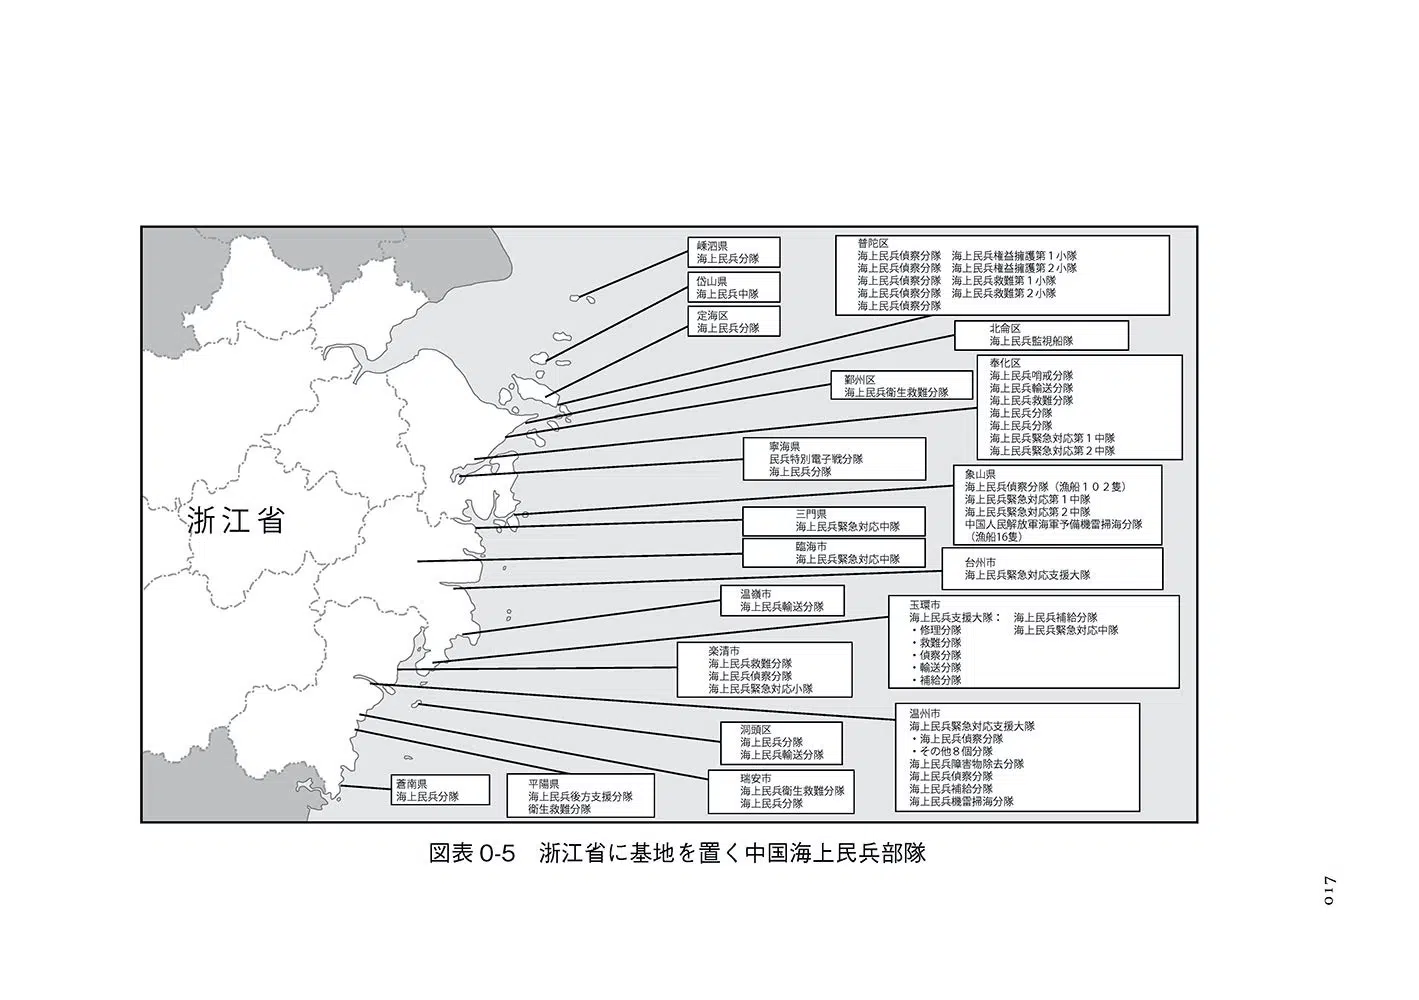 嵊泗県
海上民兵分隊
岱山県
海上民兵中隊
定海区
海上民兵分隊
普陀区
海上民兵偵察分隊　海上民兵権益擁護第１小隊
海上民兵偵察分隊　海上民兵権益擁護第２小隊
海上民兵偵察分隊　海上民兵救難第１小隊
海上民兵偵察分隊　海上民兵救難第２小隊
海上民兵偵察分隊
北侖区
海上民兵監視船隊
鄞州区
海上民兵衛生救難分隊
奉化区
海上民兵哨戒分隊
海上民兵輸送分隊
海上民兵救難分隊
海上民兵分隊
海上民兵分隊
海上民兵緊急対応第１中隊
海上民兵緊急対応第２中隊
寧海県
民兵特別電子戦分隊
海上民兵分隊
象山県
海上民兵偵察分隊（漁船１０２隻）
海上民兵緊急対応第１中隊
海上民兵緊急対応第２中隊
中国人民解放軍海軍予備機雷掃海分隊
（漁船16隻）
三門県
海上民兵緊急対応中隊
臨海市
海上民兵緊急対応中隊
台州市
海上民兵緊急対応支援大隊
浙江省
温嶺市
海上民兵輸送分隊
玉環市
海上民兵支援大隊：　海上民兵補給分隊
・修理分隊　海上民兵緊急対応中隊
・救難分隊
・偵察分隊
・輸送分隊
・補給分隊
楽清市
海上民兵救難分隊
海上民兵偵察分隊
海上民兵緊急対応小隊
温州市
海上民兵緊急対応支援大隊
・海上民兵偵察分隊
・その他８個分隊
海上民兵障害物除去分隊
海上民兵偵察分隊
海上民兵補給分隊
海上民兵機雷掃海分隊
洞頭区
海上民兵分隊
海上民兵輸送分隊
瑞安市
海上民兵衛生救難分隊
海上民兵分隊
平陽県
海上民兵後方支援分隊
衛生救難分隊
蒼南県
海上民兵分隊
図表 0-5　浙江省に基地を置く中国海上民兵部隊
017